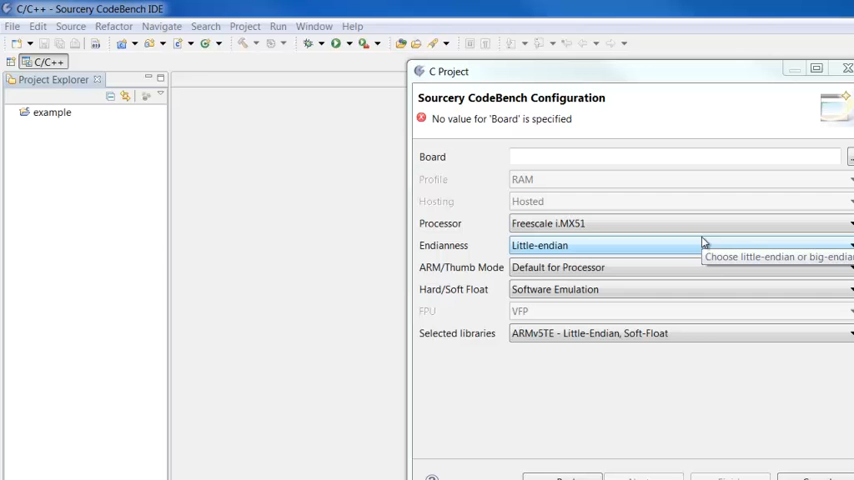 C/C++ - Sourcery CodeBench IDE
File Edit Source Refactor Navigate Search Project Run Window Help
C/C++
Project Explorer
example
C Project
Sourcery CodeBench Configuration
No value for 'Board' is specified
Board
Profile RAM
Hosting Hosted
Processor Freescale i.MX51
Endianness Little-endian
Choose little-endian or big-endian
ARM/Thumb Mode Default for Processor
Hard/Soft Float Software Emulation
FPU VFP
Selected libraries ARMv5TE - Little-Endian, Soft-Float